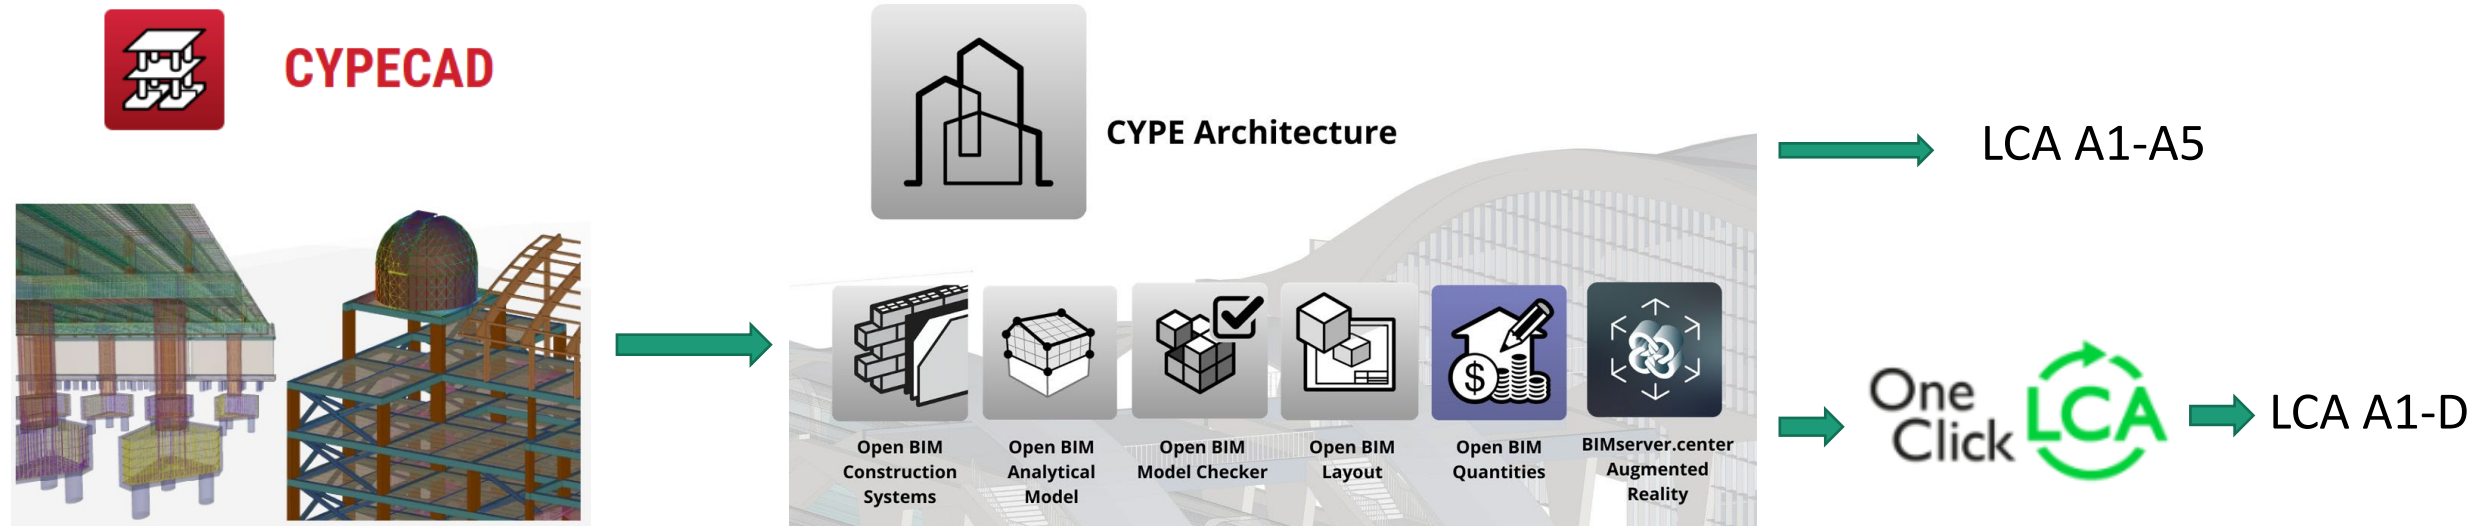 CYPECAD
CYPE Architecture
LCA A1-A5
Open BIM
Construction
Systems
Open BIM
Analytical
Model
Open BIM
Model Checker
Open BIM
Layout
$
Open BIM
Quantities
BIMserver.center
Augmented
Reality
One
Click
LCA
LCA A1-D